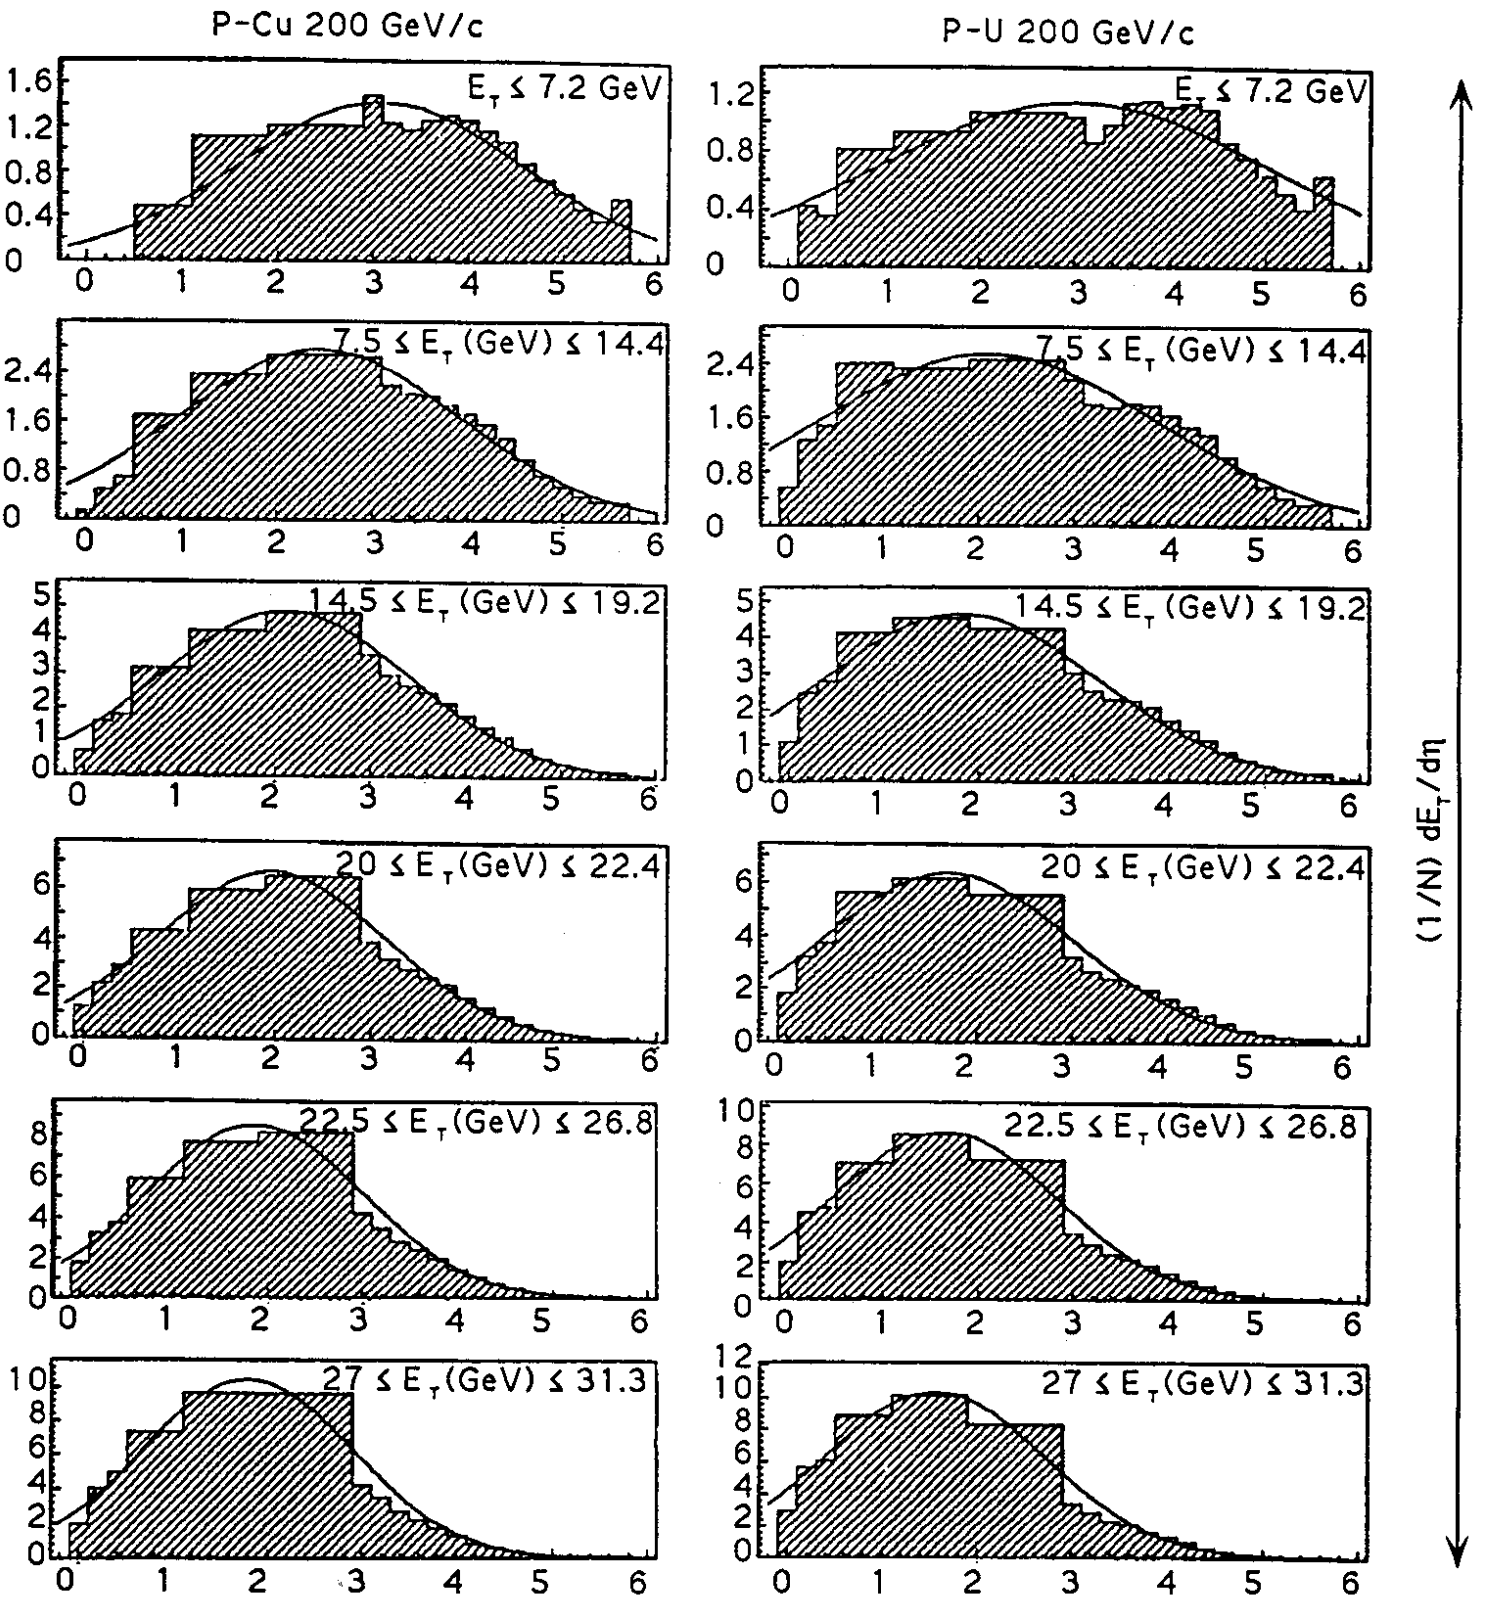 P-Cu 200 GeV/c
P-U 200 GeV/c
E_T ≤ 7.2 GeV
1.6
1.2
0.8
0.4
0
0 1 2 3 4 5 6
E_T ≤ 7.2 GeV
1.2
0.8
0.4
0
0 1 2 3 4 5 6
7.5 ≤ E_T (GeV) ≤ 14.4
2.4
1.6
0.8
0
0 1 2 3 4 5 6
7.5 ≤ E_T (GeV) ≤ 14.4
2.4
1.6
0.8
0
0 1 2 3 4 5 6
14.5 ≤ E_T (GeV) ≤ 19.2
5
4
3
2
1
0
0 1 2 3 4 5 6
14.5 ≤ E_T (GeV) ≤ 19.2
5
4
3
2
1
0
0 1 2 3 4 5 6
20 ≤ E_T (GeV) ≤ 22.4
6
4
2
0
0 1 2 3 4 5 6
20 ≤ E_T (GeV) ≤ 22.4
6
4
2
0
0 1 2 3 4 5 6
22.5 ≤ E_T (GeV) ≤ 26.8
8
6
4
2
0
0 1 2 3 4 5 6
22.5 ≤ E_T (GeV) ≤ 26.8
10
8
6
4
2
0
0 1 2 3 4 5 6
27 ≤ E_T (GeV) ≤ 31.3
10
8
6
4
2
0
0 1 2 3 4 5 6
27 ≤ E_T (GeV) ≤ 31.3
12
10
8
6
4
2
0
0 1 2 3 4 5 6
(1/N) dE_T/dη